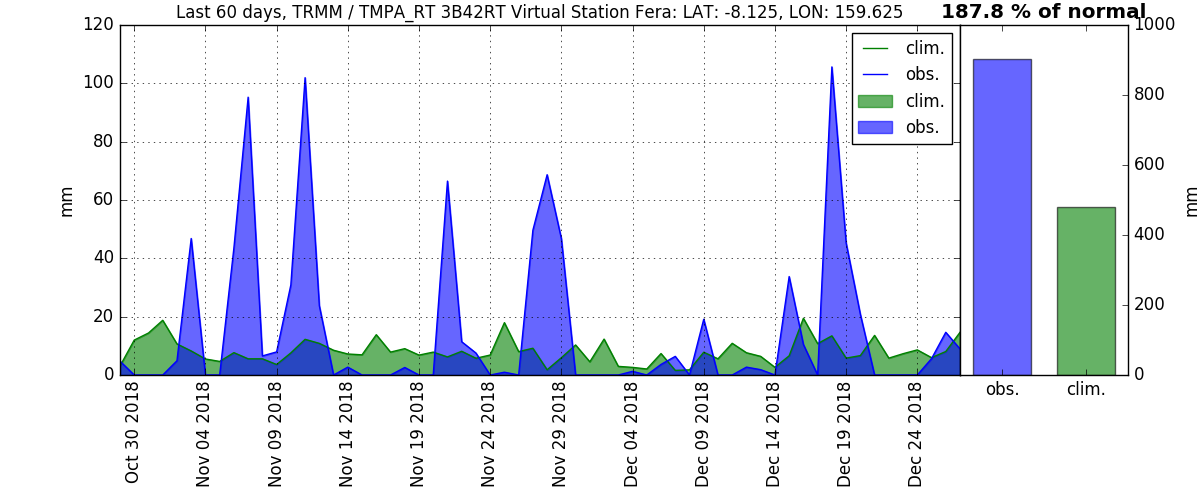 Last 60 days, TRMM / TMPA_RT 3B42RT Virtual Station Fera: LAT: -8.125, LON: 159.625
187.8 % of normal
120
100
80
60
40
20
0
mm
clim.
obs.
clim.
obs.
1000
800
600
400
200
0
mm
obs.
clim.
Oct 30 2018
Nov 04 2018
Nov 09 2018
Nov 14 2018
Nov 19 2018
Nov 24 2018
Nov 29 2018
Dec 04 2018
Dec 09 2018
Dec 14 2018
Dec 19 2018
Dec 24 2018